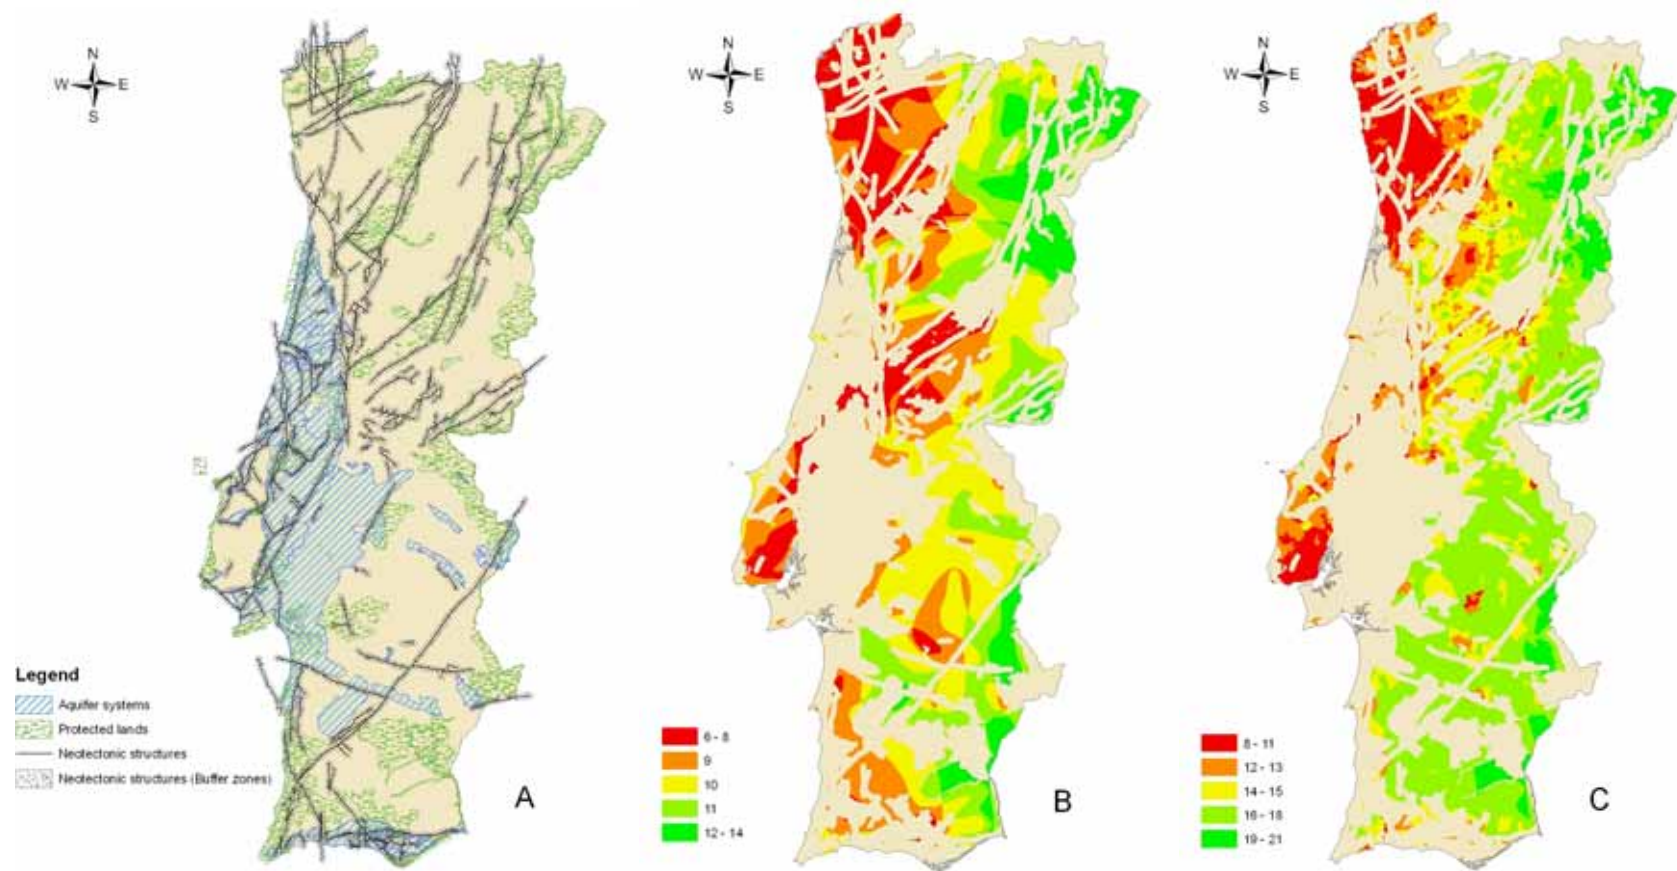 N
W E
S
Legend
Aquifer systems
Protected lands
Neotectonic structures
Neotectonic structures (Buffer zones)
A
N
W E
S
6 - 8
9
10
11
12 - 14
B
N
W E
S
8 - 11
12 - 13
14 - 15
16 - 18
19 - 21
C